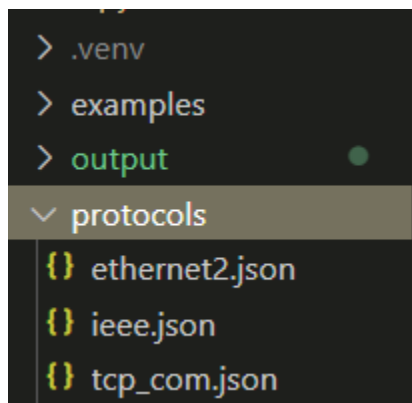 .venv
examples
output
protocols
{} ethernet2.json
{} ieee.json
{} tcp_com.json